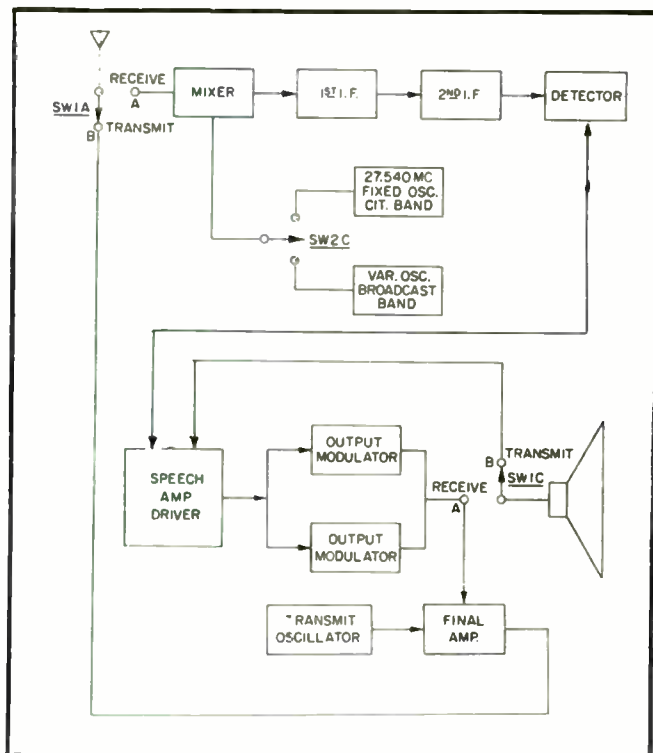 RECEIVE
A
SW1A
B TRANSMIT
MIXER
1ST I.F.
2ND I.F
DETECTOR
27.540 MC
FIXED OSC.
CIT. BAND
SW2C
VAR. OSC.
BROADCAST
BAND
SPEECH
AMP
DRIVER
OUTPUT
MODULATOR
OUTPUT
MODULATOR
RECEIVE
A
B TRANSMIT
SW1C
TRANSMIT
OSCILLATOR
FINAL
AMP.